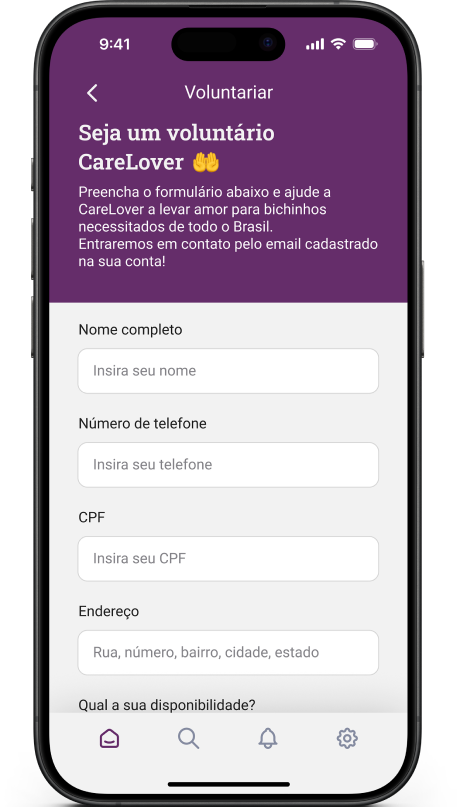 9:41
Voluntariar
Seja um voluntário
CareLover 🤲
Preencha o formulário abaixo e ajude a
CareLover a levar amor para bichinhos
necessitados de todo o Brasil.
Entraremos em contato pelo email cadastrado
na sua conta!
Nome completo
Insira seu nome
Número de telefone
Insira seu telefone
CPF
Insira seu CPF
Endereço
Rua, número, bairro, cidade, estado
Qual a sua disponibilidade?